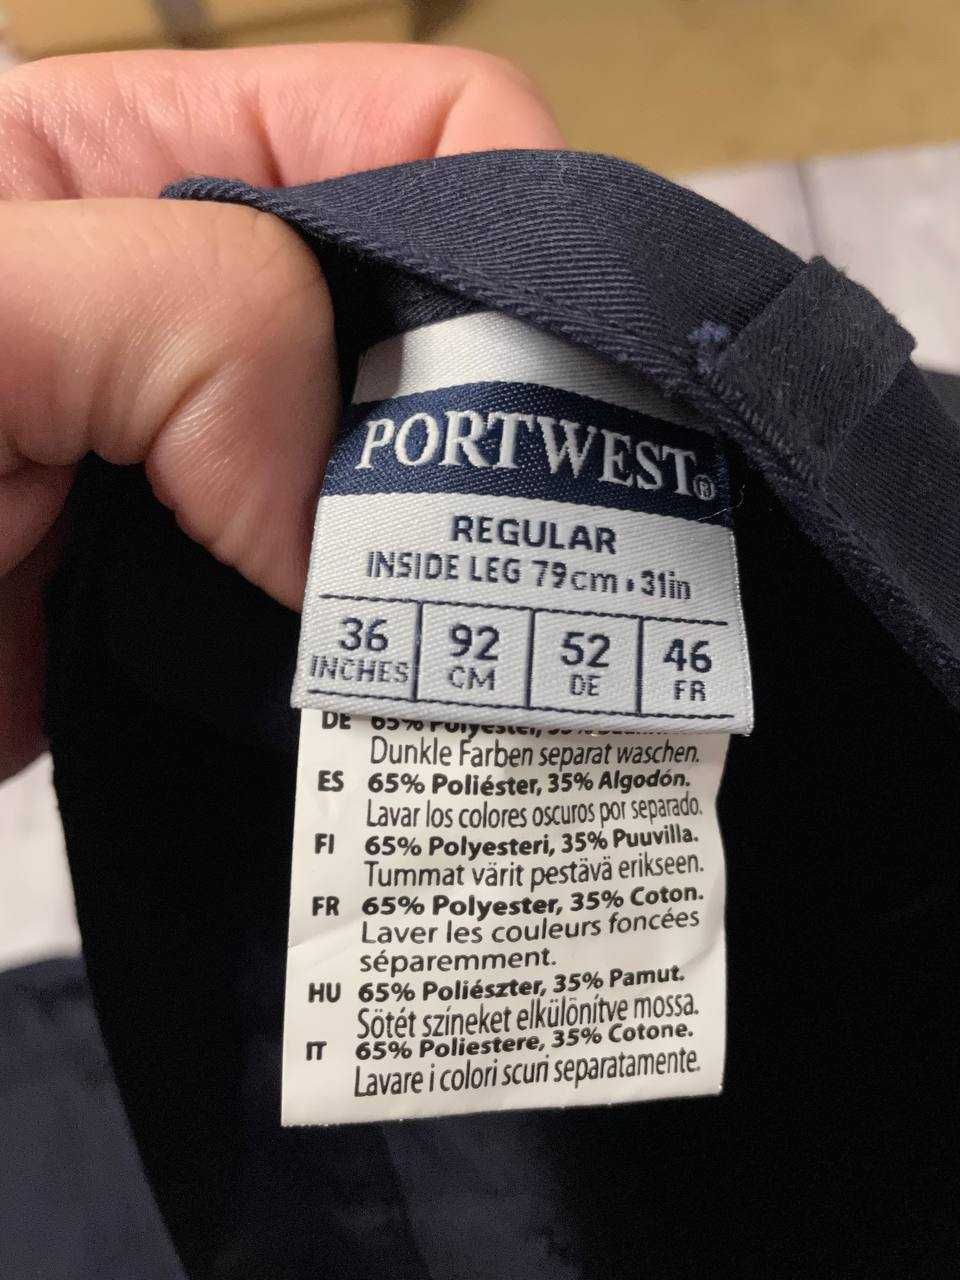 PORTWEST®
REGULAR
INSIDE LEG 79cm • 31in
36 92 52 46
INCHES CM DE FR
DE 65% Polyester,
Dunkle Farben separat waschen.
ES 65% Poliéster, 35% Algodón.
Lavar los colores oscuros por separado.
FI 65% Polyesteri, 35% Puuvilla.
Tummat värit pestävä erikseen.
FR 65% Polyester, 35% Coton.
Laver les couleurs foncées
séparemment.
HU 65% Poliészter, 35% Pamut.
Sötét színeket elkülönítve mossa.
IT 65% Poliestere, 35% Cotone.
Lavare i colori scuri separatamente.